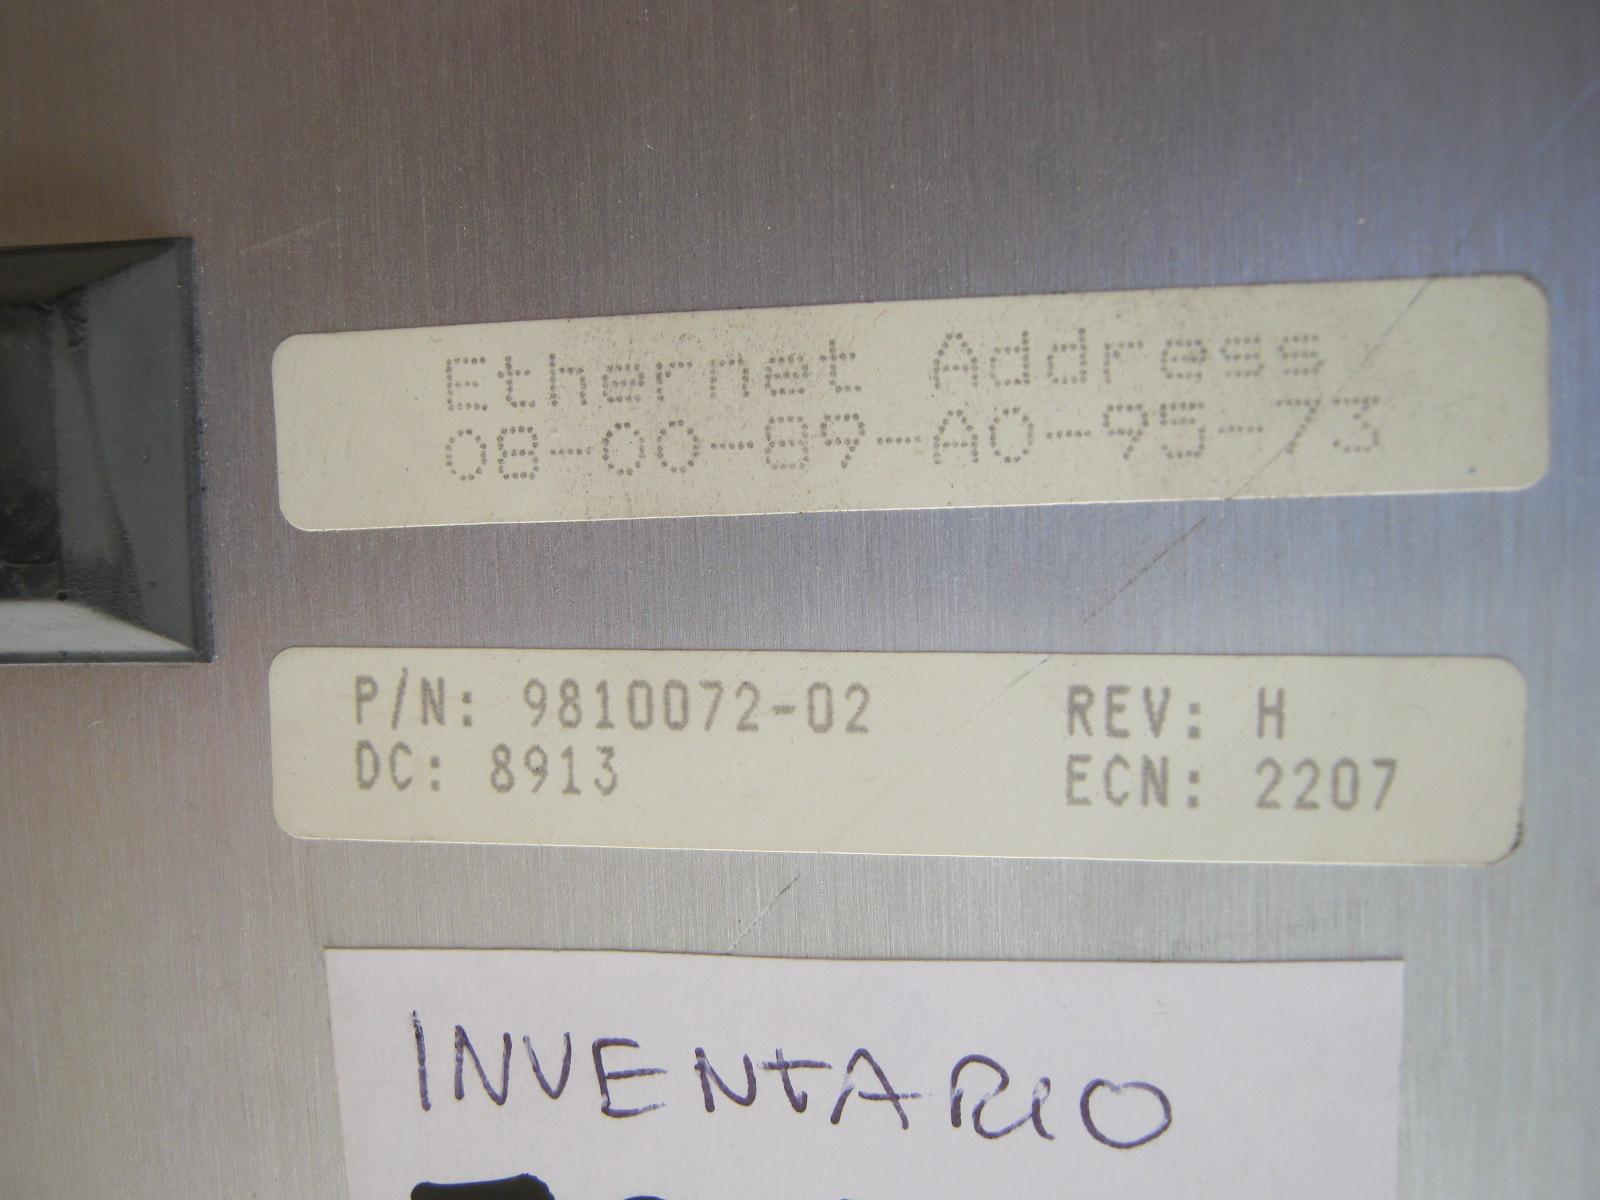 Ethernet Address
08-00-89-A0-95-73
P/N: 9810072-02 REV: H
DC: 8913 ECN: 2207
INVENTARIO